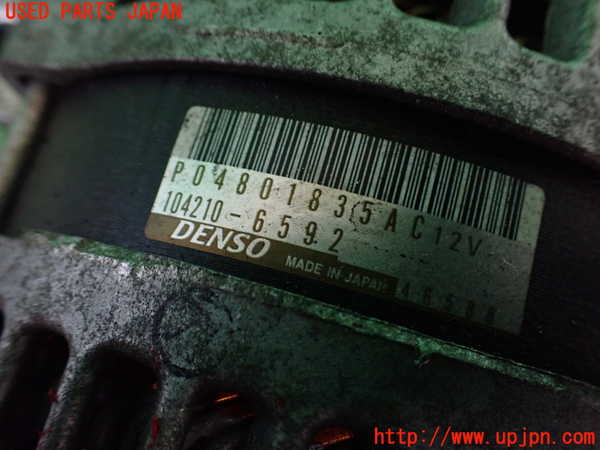 USED PARTS JAPAN
P04801835AC 12V
104210-6592
DENSO MADE IN JAPAN
http://www.upjpn.com